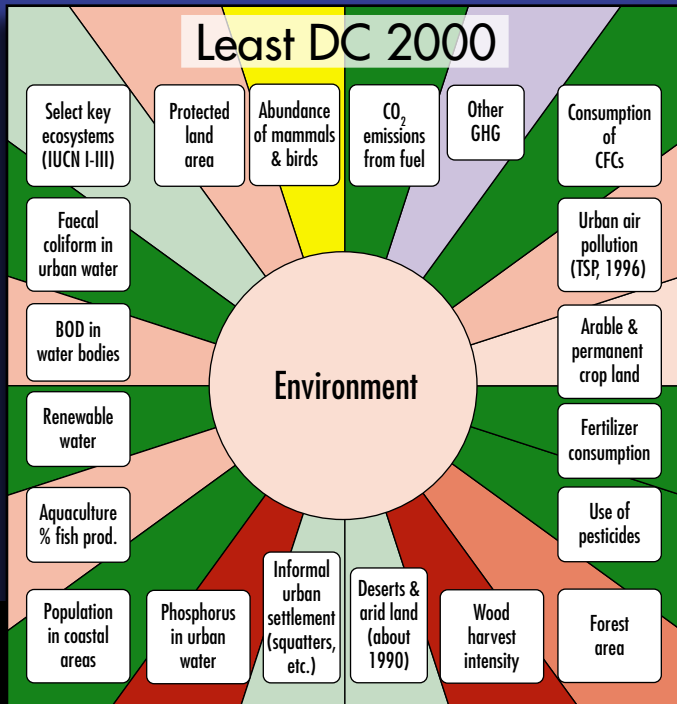 Least DC 2000
Select key
ecosystems
(IUCN I-III)
Protected
land
area
Abundance
of mammals
& birds
CO₂
emissions
from fuel
Other
GHG
Consumption
of
CFCs
Faecal
coliform in
urban water
Urban air
pollution
(TSP, 1996)
BOD in
water bodies
Environment
Arable &
permanent
crop land
Renewable
water
Fertilizer
consumption
Aquaculture
% fish prod.
Use of
pesticides
Population
in coastal
areas
Phosphorus
in urban
water
Informal
urban
settlement
(squatters,
etc.)
Deserts &
arid land
(about
1990)
Wood
harvest
intensity
Forest
area